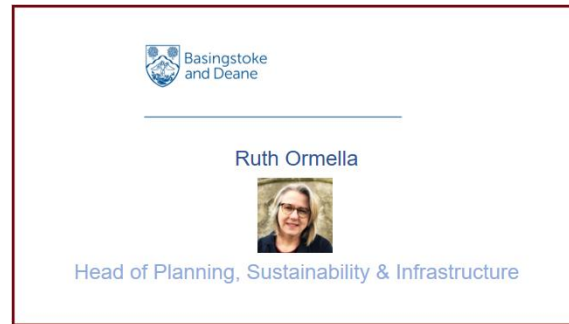 Basingstoke
and Deane
Ruth Ormella
Head of Planning, Sustainability & Infrastructure